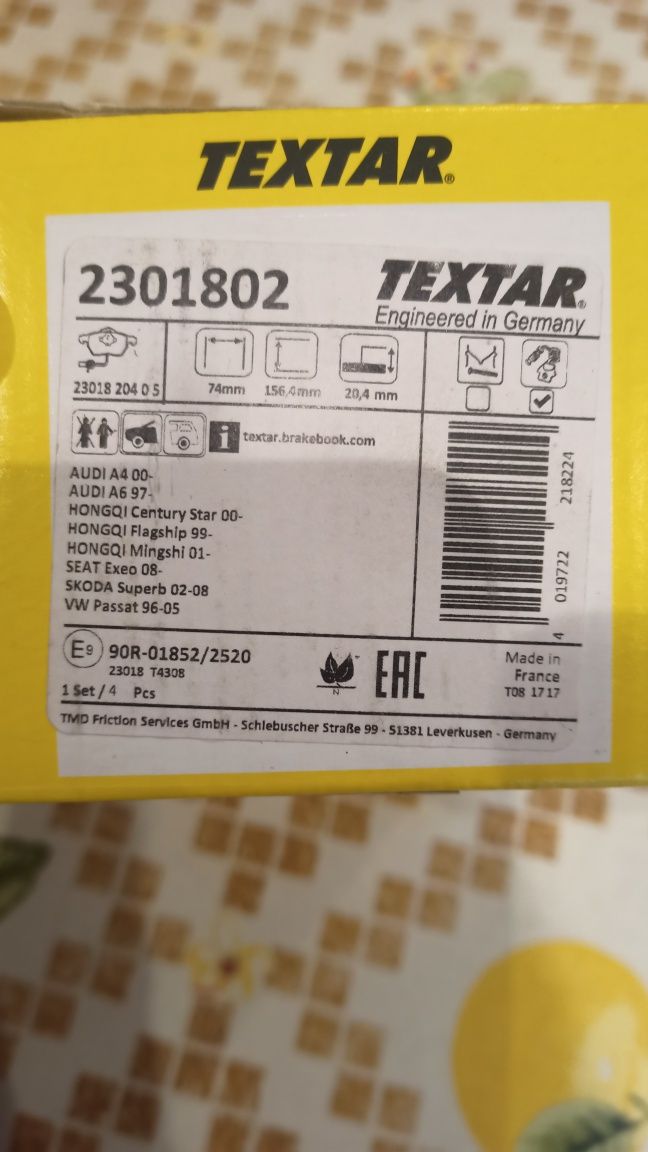 TEXTAR®
2301802
TEXTAR®
Engineered in Germany
23018 204 0 5
74mm
156,4mm
20,4 mm
i textar.brakebook.com
AUDI A4 00-
AUDI A6 97-
HONGQI Century Star 00-
HONGQI Flagship 99-
HONGQI Mingshi 01-
SEAT Exeo 08-
SKODA Superb 02-08
VW Passat 96-05
4 019722 218224
E9 90R-01852/2520
23018 T4308
1 Set / 4 Pcs
N
EAC
Made in
France
T08 17 17
TMD Friction Services GmbH - Schlebuscher Straße 99 - 51381 Leverkusen - Germany